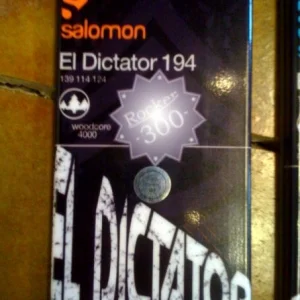 salomon
El Dictator 194
139 114 124
Rocker
300-
woodcore
4000
EL DICTATOR